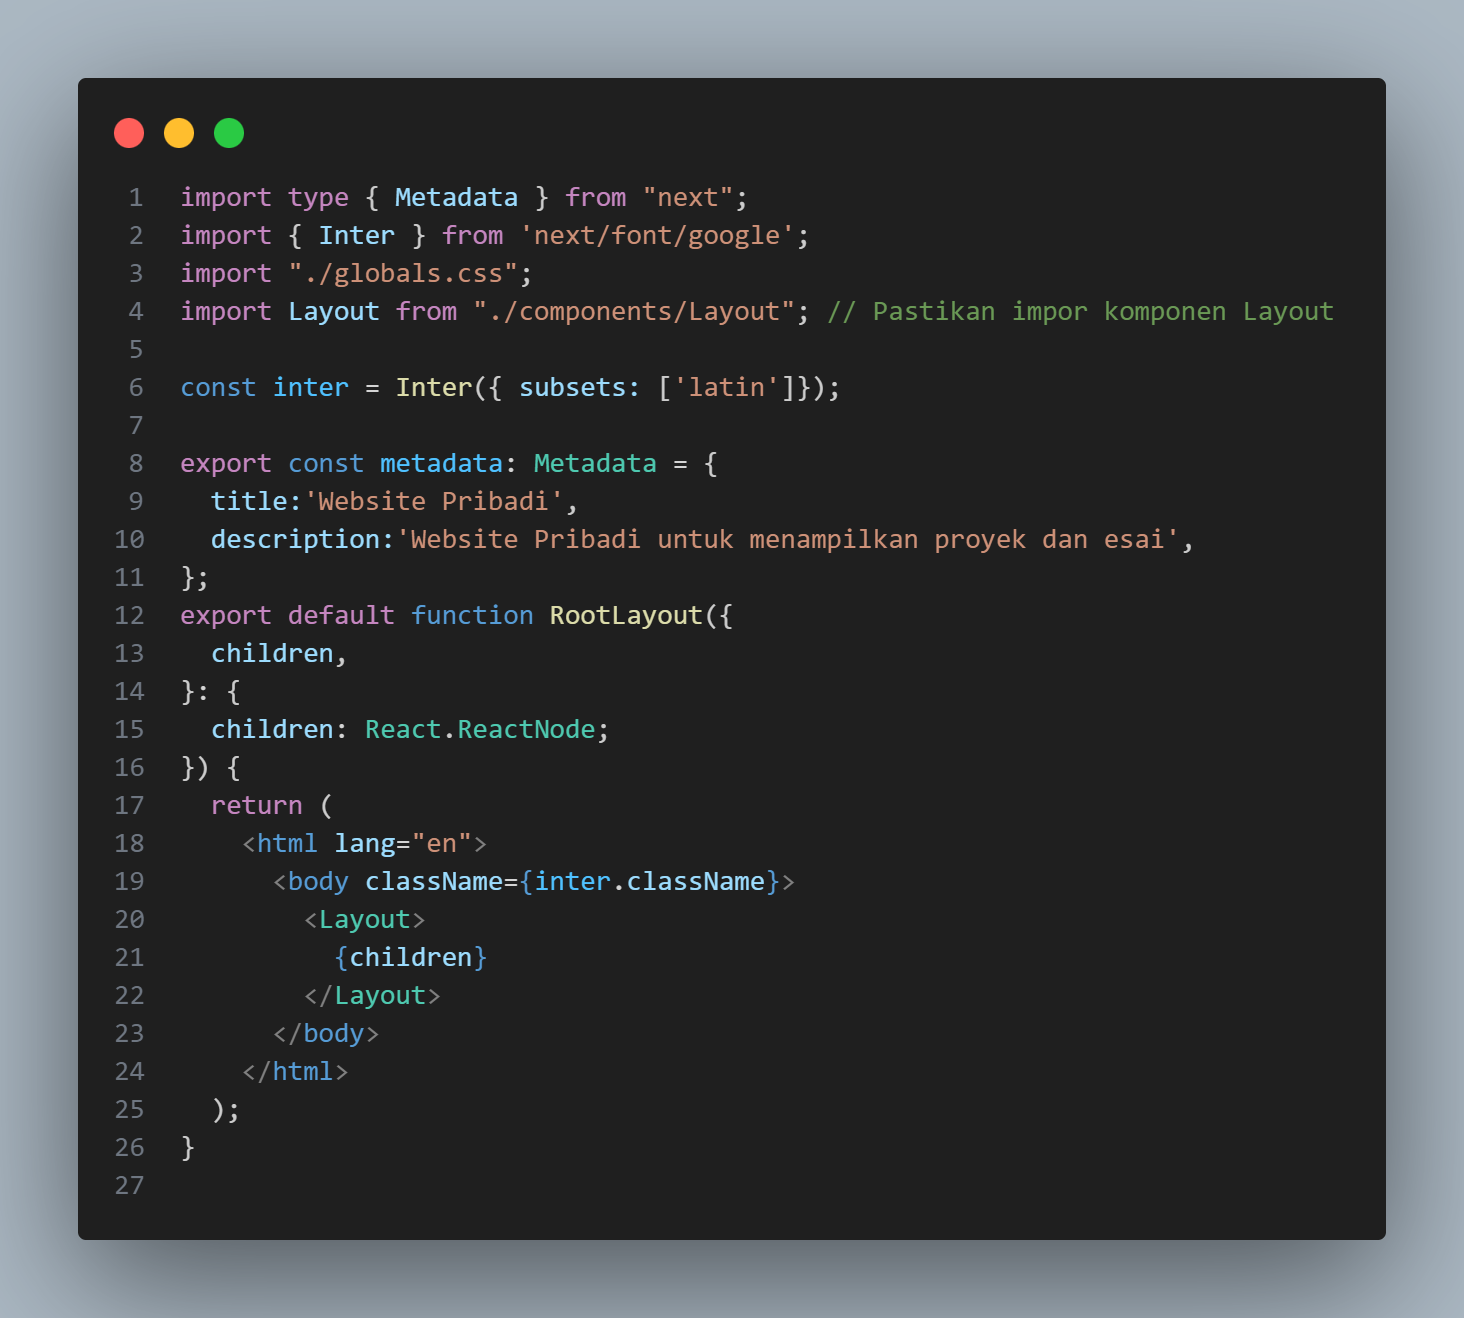 1 import type { Metadata } from "next";
2 import { Inter } from 'next/font/google';
3 import "./globals.css";
4 import Layout from "./components/Layout"; // Pastikan impor komponen Layout
5
6 const inter = Inter({ subsets: ['latin']});
7
8 export const metadata: Metadata = {
9   title:'Website Pribadi',
10   description:'Website Pribadi untuk menampilkan proyek dan esai',
11 };
12 export default function RootLayout({
13   children,
14 }: {
15   children: React.ReactNode;
16 }) {
17   return (
18     <html lang="en">
19       <body className={inter.className}>
20         <Layout>
21           {children}
22         </Layout>
23       </body>
24     </html>
25   );
26 }
27